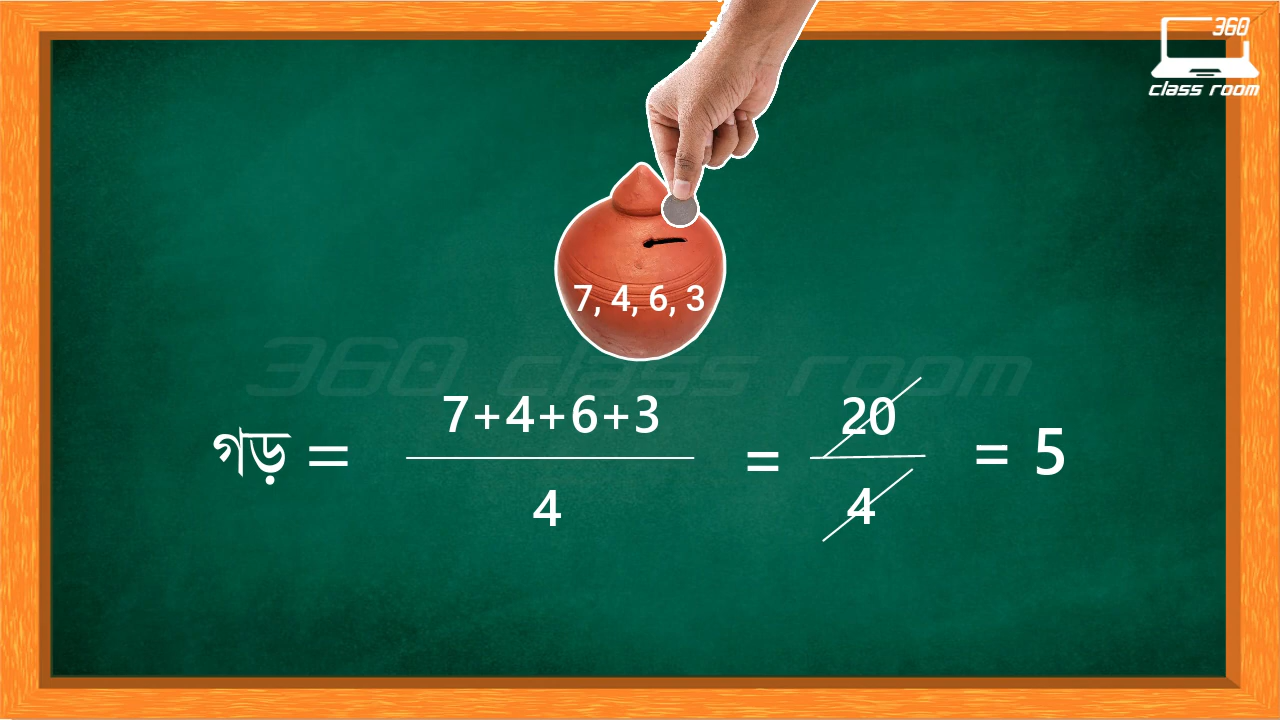 360
class room
7, 4, 6, 3
360 class room
গড় = 7+4+6+3 / 4 = 20 / 4 = 5